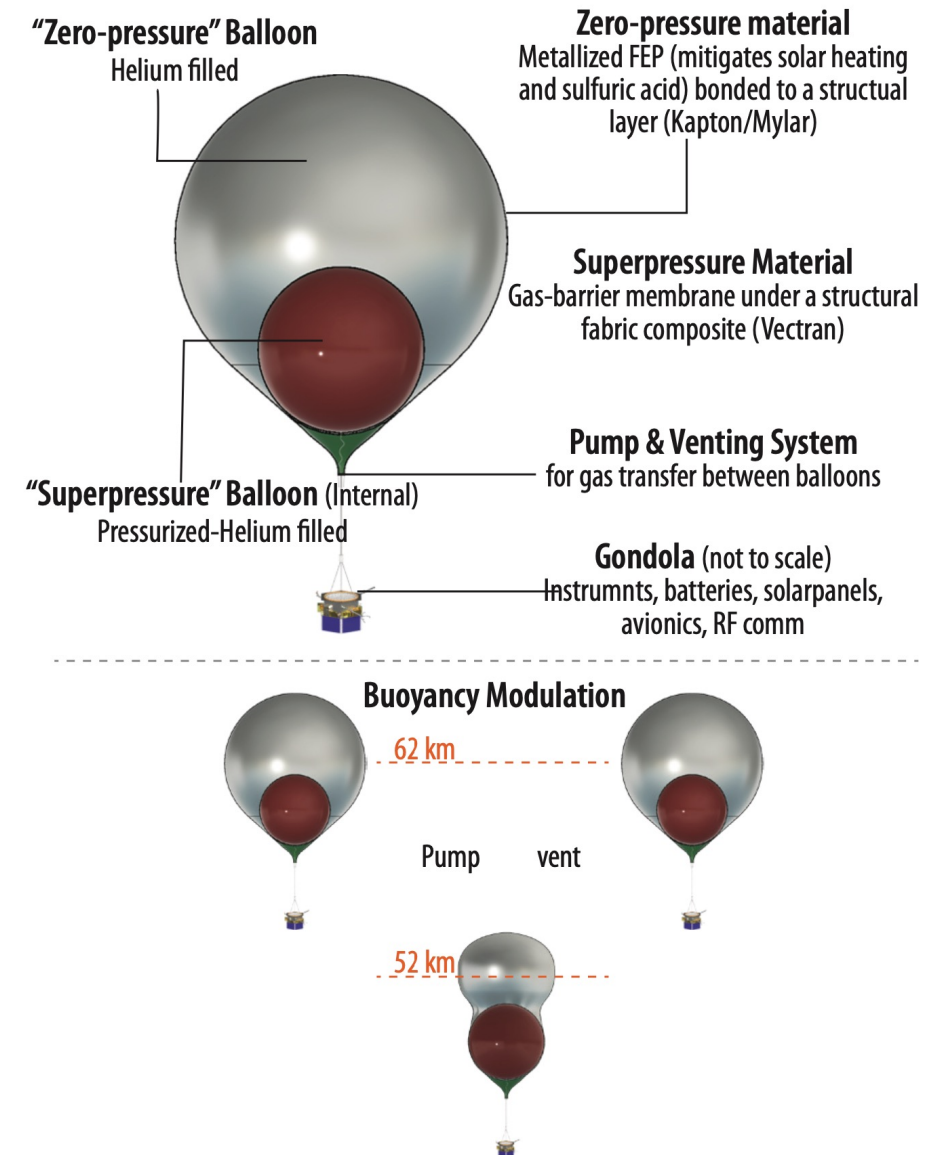 “Zero-pressure” Balloon
Helium filled
Zero-pressure material
Metallized FEP (mitigates solar heating
and sulfuric acid) bonded to a structual
layer (Kapton/Mylar)
Superpressure Material
Gas-barrier membrane under a structural
fabric composite (Vectran)
Pump & Venting System
for gas transfer between balloons
“Superpressure” Balloon (Internal)
Pressurized-Helium filled
Gondola (not to scale)
Instrumnts, batteries, solarpanels,
avionics, RF comm
Buoyancy Modulation
62 km
Pump vent
52 km